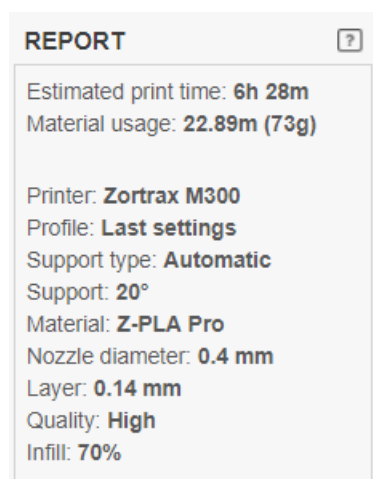 REPORT ?
Estimated print time: 6h 28m
Material usage: 22.89m (73g)
Printer: Zortrax M300
Profile: Last settings
Support type: Automatic
Support: 20°
Material: Z-PLA Pro
Nozzle diameter: 0.4 mm
Layer: 0.14 mm
Quality: High
Infill: 70%